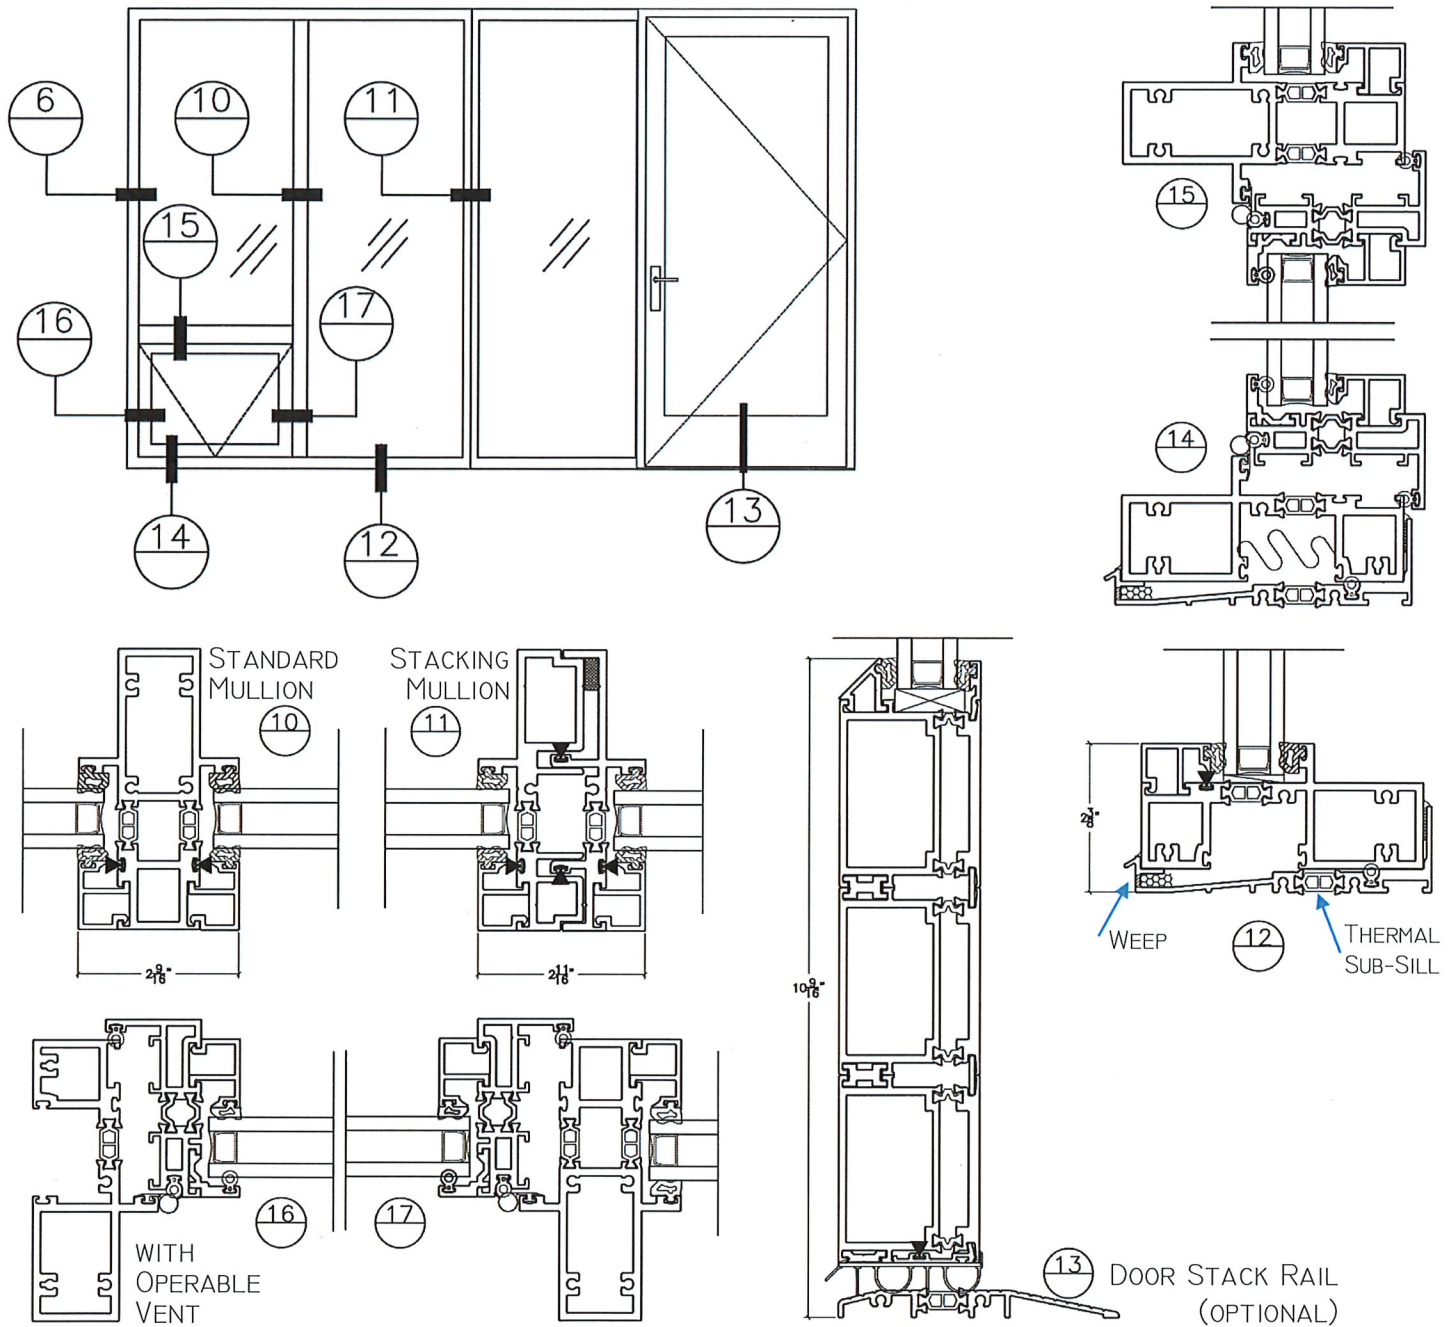 6
10
11
15
16
17
14
12
13
15
14
STANDARD
MULLION
10
STACKING
MULLION
11
2 9/16"
2 11/16"
10 9/16"
2 3/8"
WEEP
12
THERMAL
SUB-SILL
16
17
WITH
OPERABLE
VENT
13
DOOR STACK RAIL
(OPTIONAL)